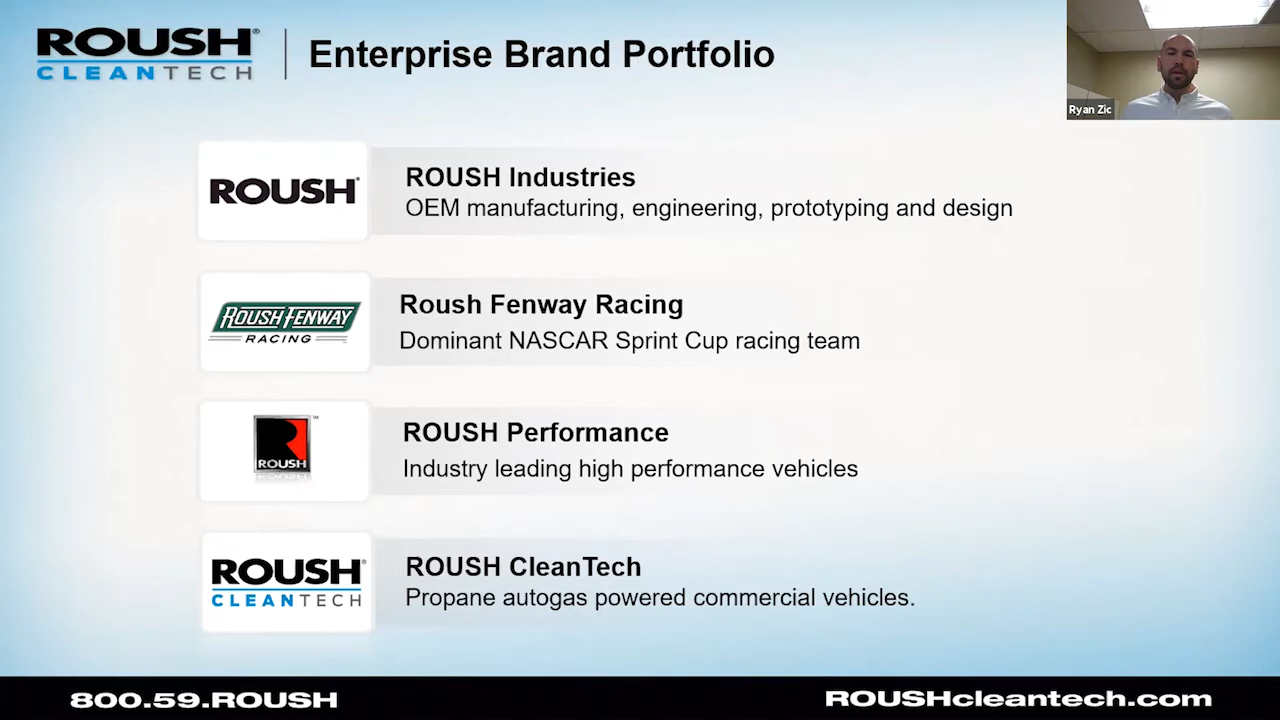 ROUSH®
CLEANTECH
Enterprise Brand Portfolio
Ryan Zic
ROUSH®
ROUSH Industries
OEM manufacturing, engineering, prototyping and design
ROUSH FENWAY
RACING
Roush Fenway Racing
Dominant NASCAR Sprint Cup racing team
R
ROUSH
™
ROUSH Performance
Industry leading high performance vehicles
ROUSH®
CLEANTECH
ROUSH CleanTech
Propane autogas powered commercial vehicles.
800.59.ROUSH
ROUSHcleantech.com